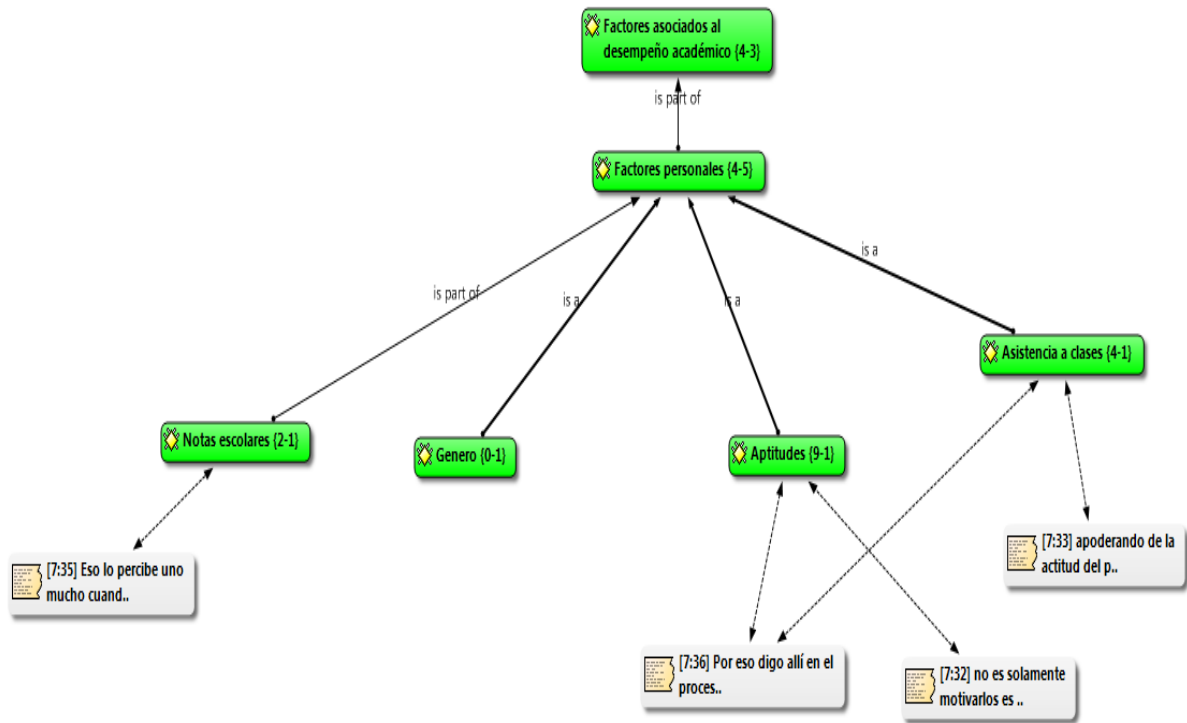 Factores asociados al
desempeño académico {4-3}
is part of
Factores personales {4-5}
is a
is part of
is a
is a
Asistencia a clases {4-1}
Notas escolares {2-1}
Genero {0-1}
Aptitudes {9-1}
[7:35] Eso lo percibe uno
mucho cuand..
[7:33] apoderando de la
actitud del p..
[7:36] Por eso digo allí en el
proces..
[7:32] no es solamente
motivarlos es ..